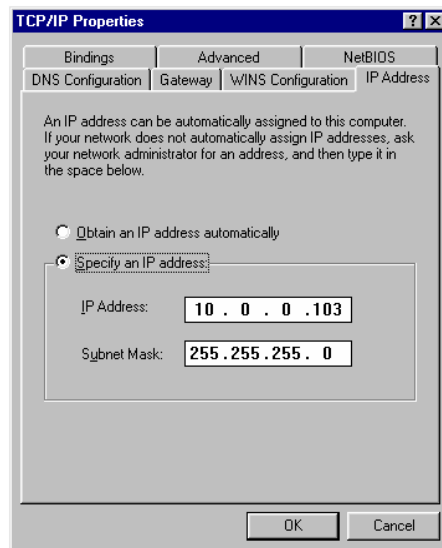 TCP/IP Properties
Bindings Advanced NetBIOS
DNS Configuration Gateway WINS Configuration IP Address
An IP address can be automatically assigned to this computer.
If your network does not automatically assign IP addresses, ask
your network administrator for an address, and then type it in
the space below.
Obtain an IP address automatically
Specify an IP address:
IP Address: 10 . 0 . 0 .103
Subnet Mask: 255.255.255. 0
OK Cancel